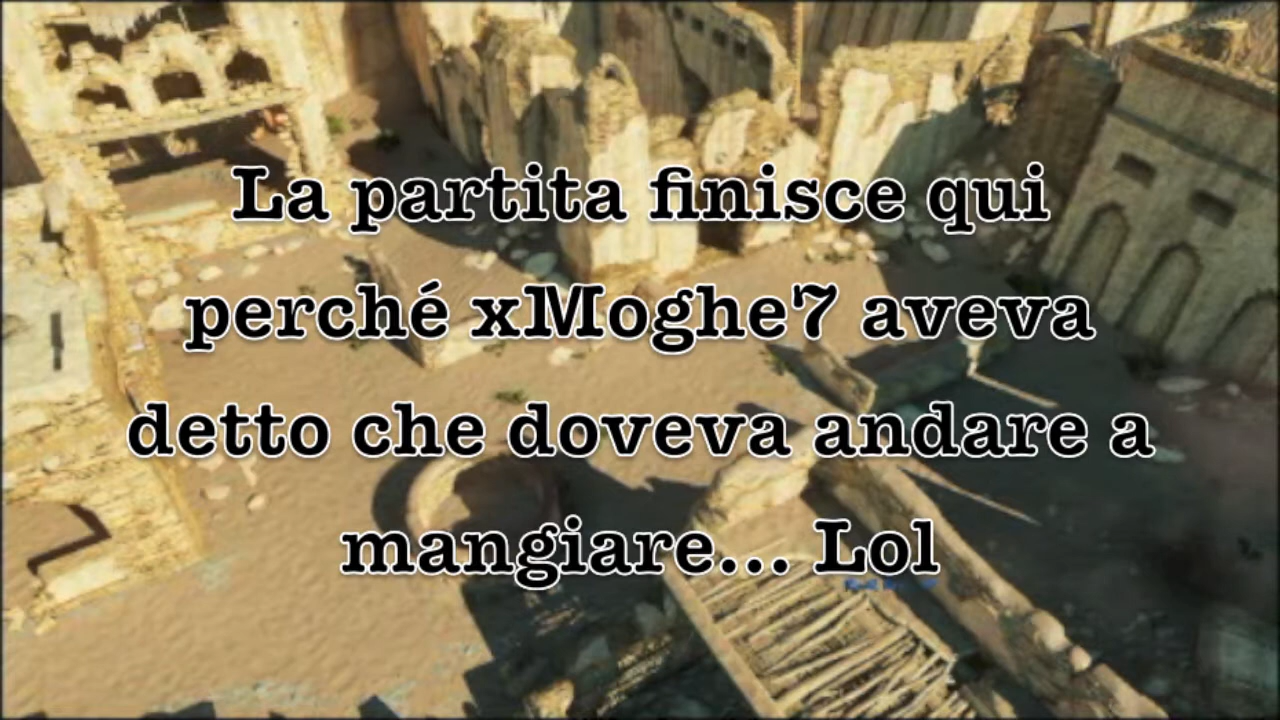 La partita finisce qui
perché xMoghe7 aveva
detto che doveva andare a
mangiare... Lol